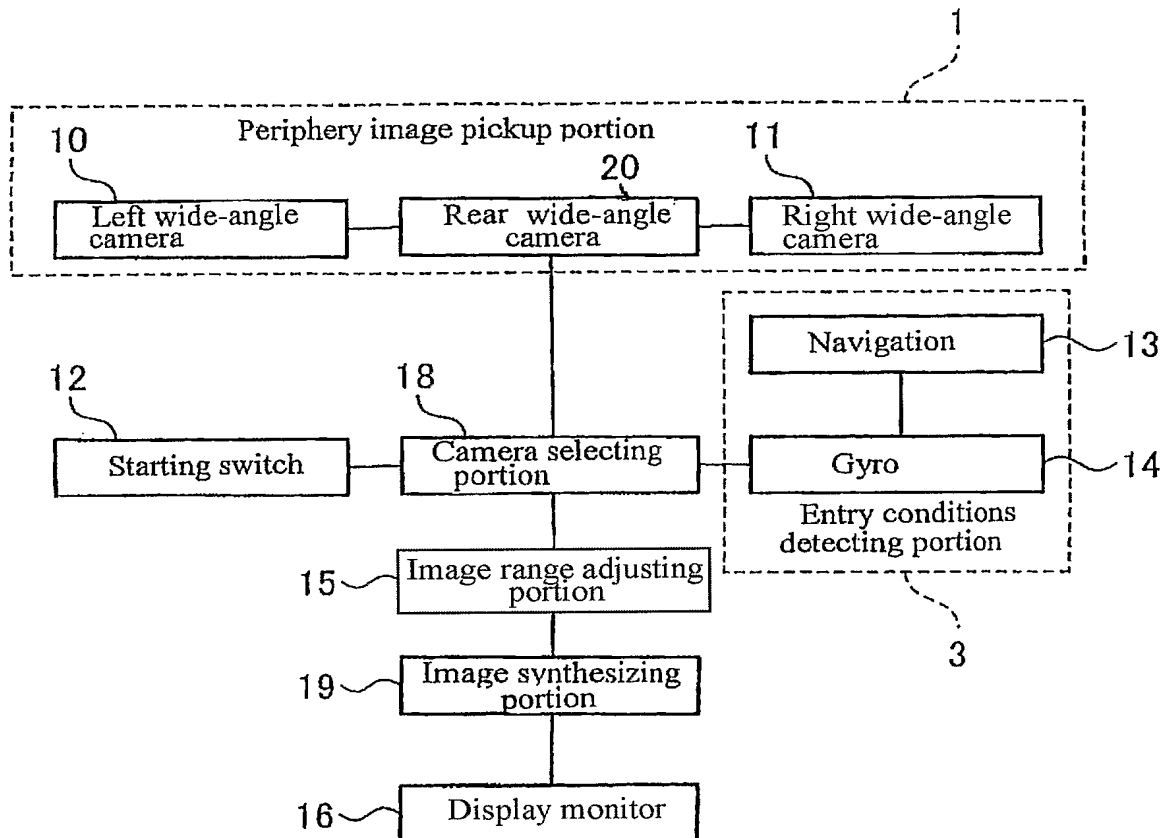 1
Periphery image pickup portion
10
20
11
Left wide-angle
camera
Rear wide-angle
camera
Right wide-angle
camera
Navigation
13
12
18
Starting switch
Camera selecting
portion
Gyro
14
Entry conditions
detecting portion
15
Image range adjusting
portion
3
19
Image synthesizing
portion
16
Display monitor